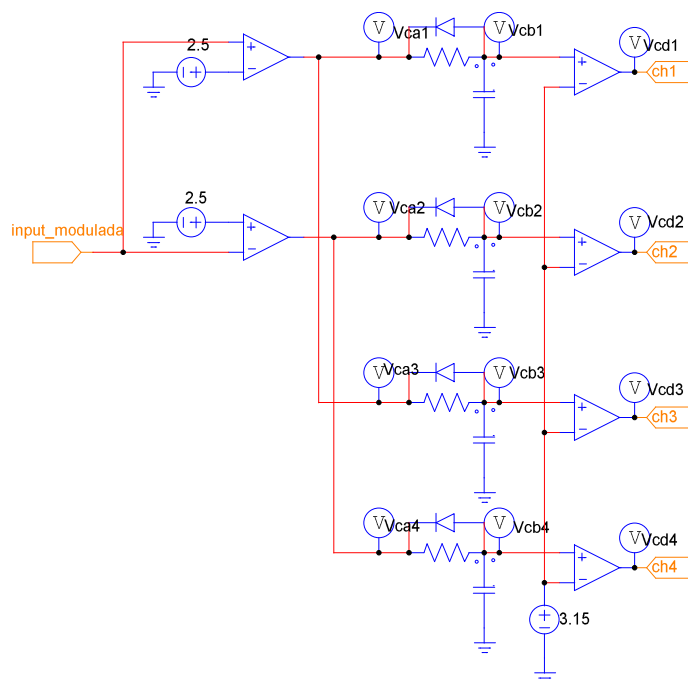 Vca1
Vcb1
Vcd1
2.5
ch1
2.5
Vca2
Vcb2
Vcd2
input_modulada
ch2
Vca3
Vcb3
Vcd3
ch3
Vca4
Vcb4
Vcd4
ch4
3.15